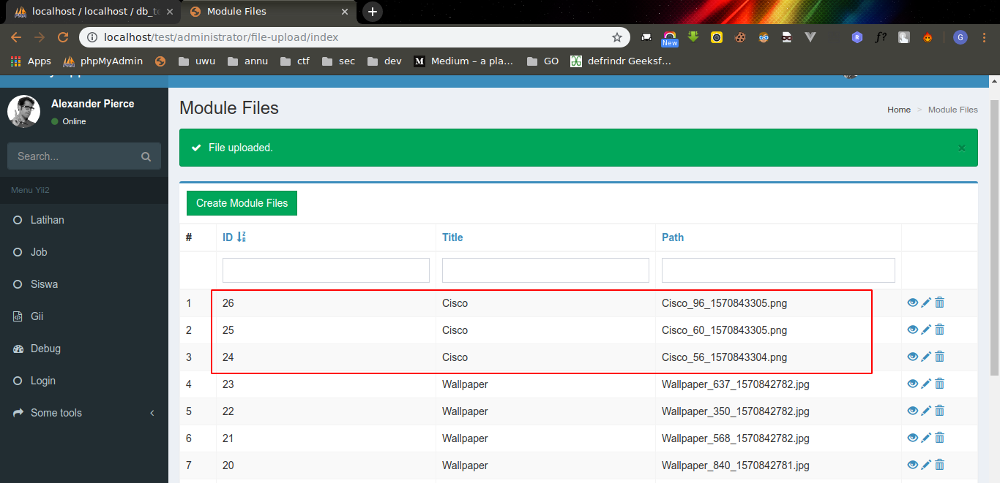 localhost / localhost / db_te
Module Files
localhost/test/administrator/file-upload/index
New
R
f?
G
Apps
phpMyAdmin
uwu
annu
ctf
sec
dev
M Medium – a pla...
GO
defrindr Geeksf...
Alexander Pierce
Online
Search...
Menu Yii2
Latihan
Job
Siswa
Gii
Debug
Login
Some tools
Module Files
Home > Module Files
File uploaded.
×
Create Module Files
# ID Title Path
1 26 Cisco Cisco_96_1570843305.png
2 25 Cisco Cisco_60_1570843305.png
3 24 Cisco Cisco_56_1570843304.png
4 23 Wallpaper Wallpaper_637_1570842782.jpg
5 22 Wallpaper Wallpaper_350_1570842782.jpg
6 21 Wallpaper Wallpaper_568_1570842782.jpg
7 20 Wallpaper Wallpaper_840_1570842781.jpg